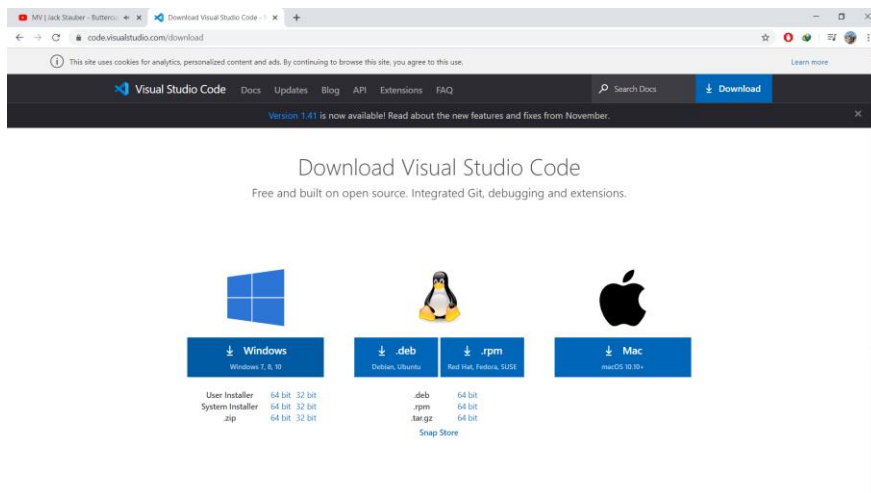 MV | Jack Stauber - Buttercu
Download Visual Studio Code -
code.visualstudio.com/download
This site uses cookies for analytics, personalized content and ads. By continuing to browse this site, you agree to this use.
Learn more
Visual Studio Code Docs Updates Blog API Extensions FAQ Search Docs Download
Version 1.41 is now available! Read about the new features and fixes from November.
Download Visual Studio Code
Free and built on open source. Integrated Git, debugging and extensions.
Windows
Windows 7, 8, 10
.deb
Debian, Ubuntu
.rpm
Red Hat, Fedora, SUSE
Mac
macOS 10.10+
User Installer 64 bit 32 bit
System Installer 64 bit 32 bit
.zip 64 bit 32 bit
.deb 64 bit
.rpm 64 bit
.tar.gz 64 bit
Snap Store